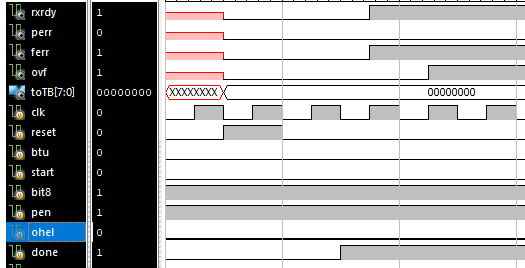 rxrdy 1
perr 0
ferr 1
ovf 1
toTB[7:0] 00000000 XXXXXXXX 00000000
clk 0
reset 0
btu 0
start 0
bit8 1
pen 1
ohel 0
done 1